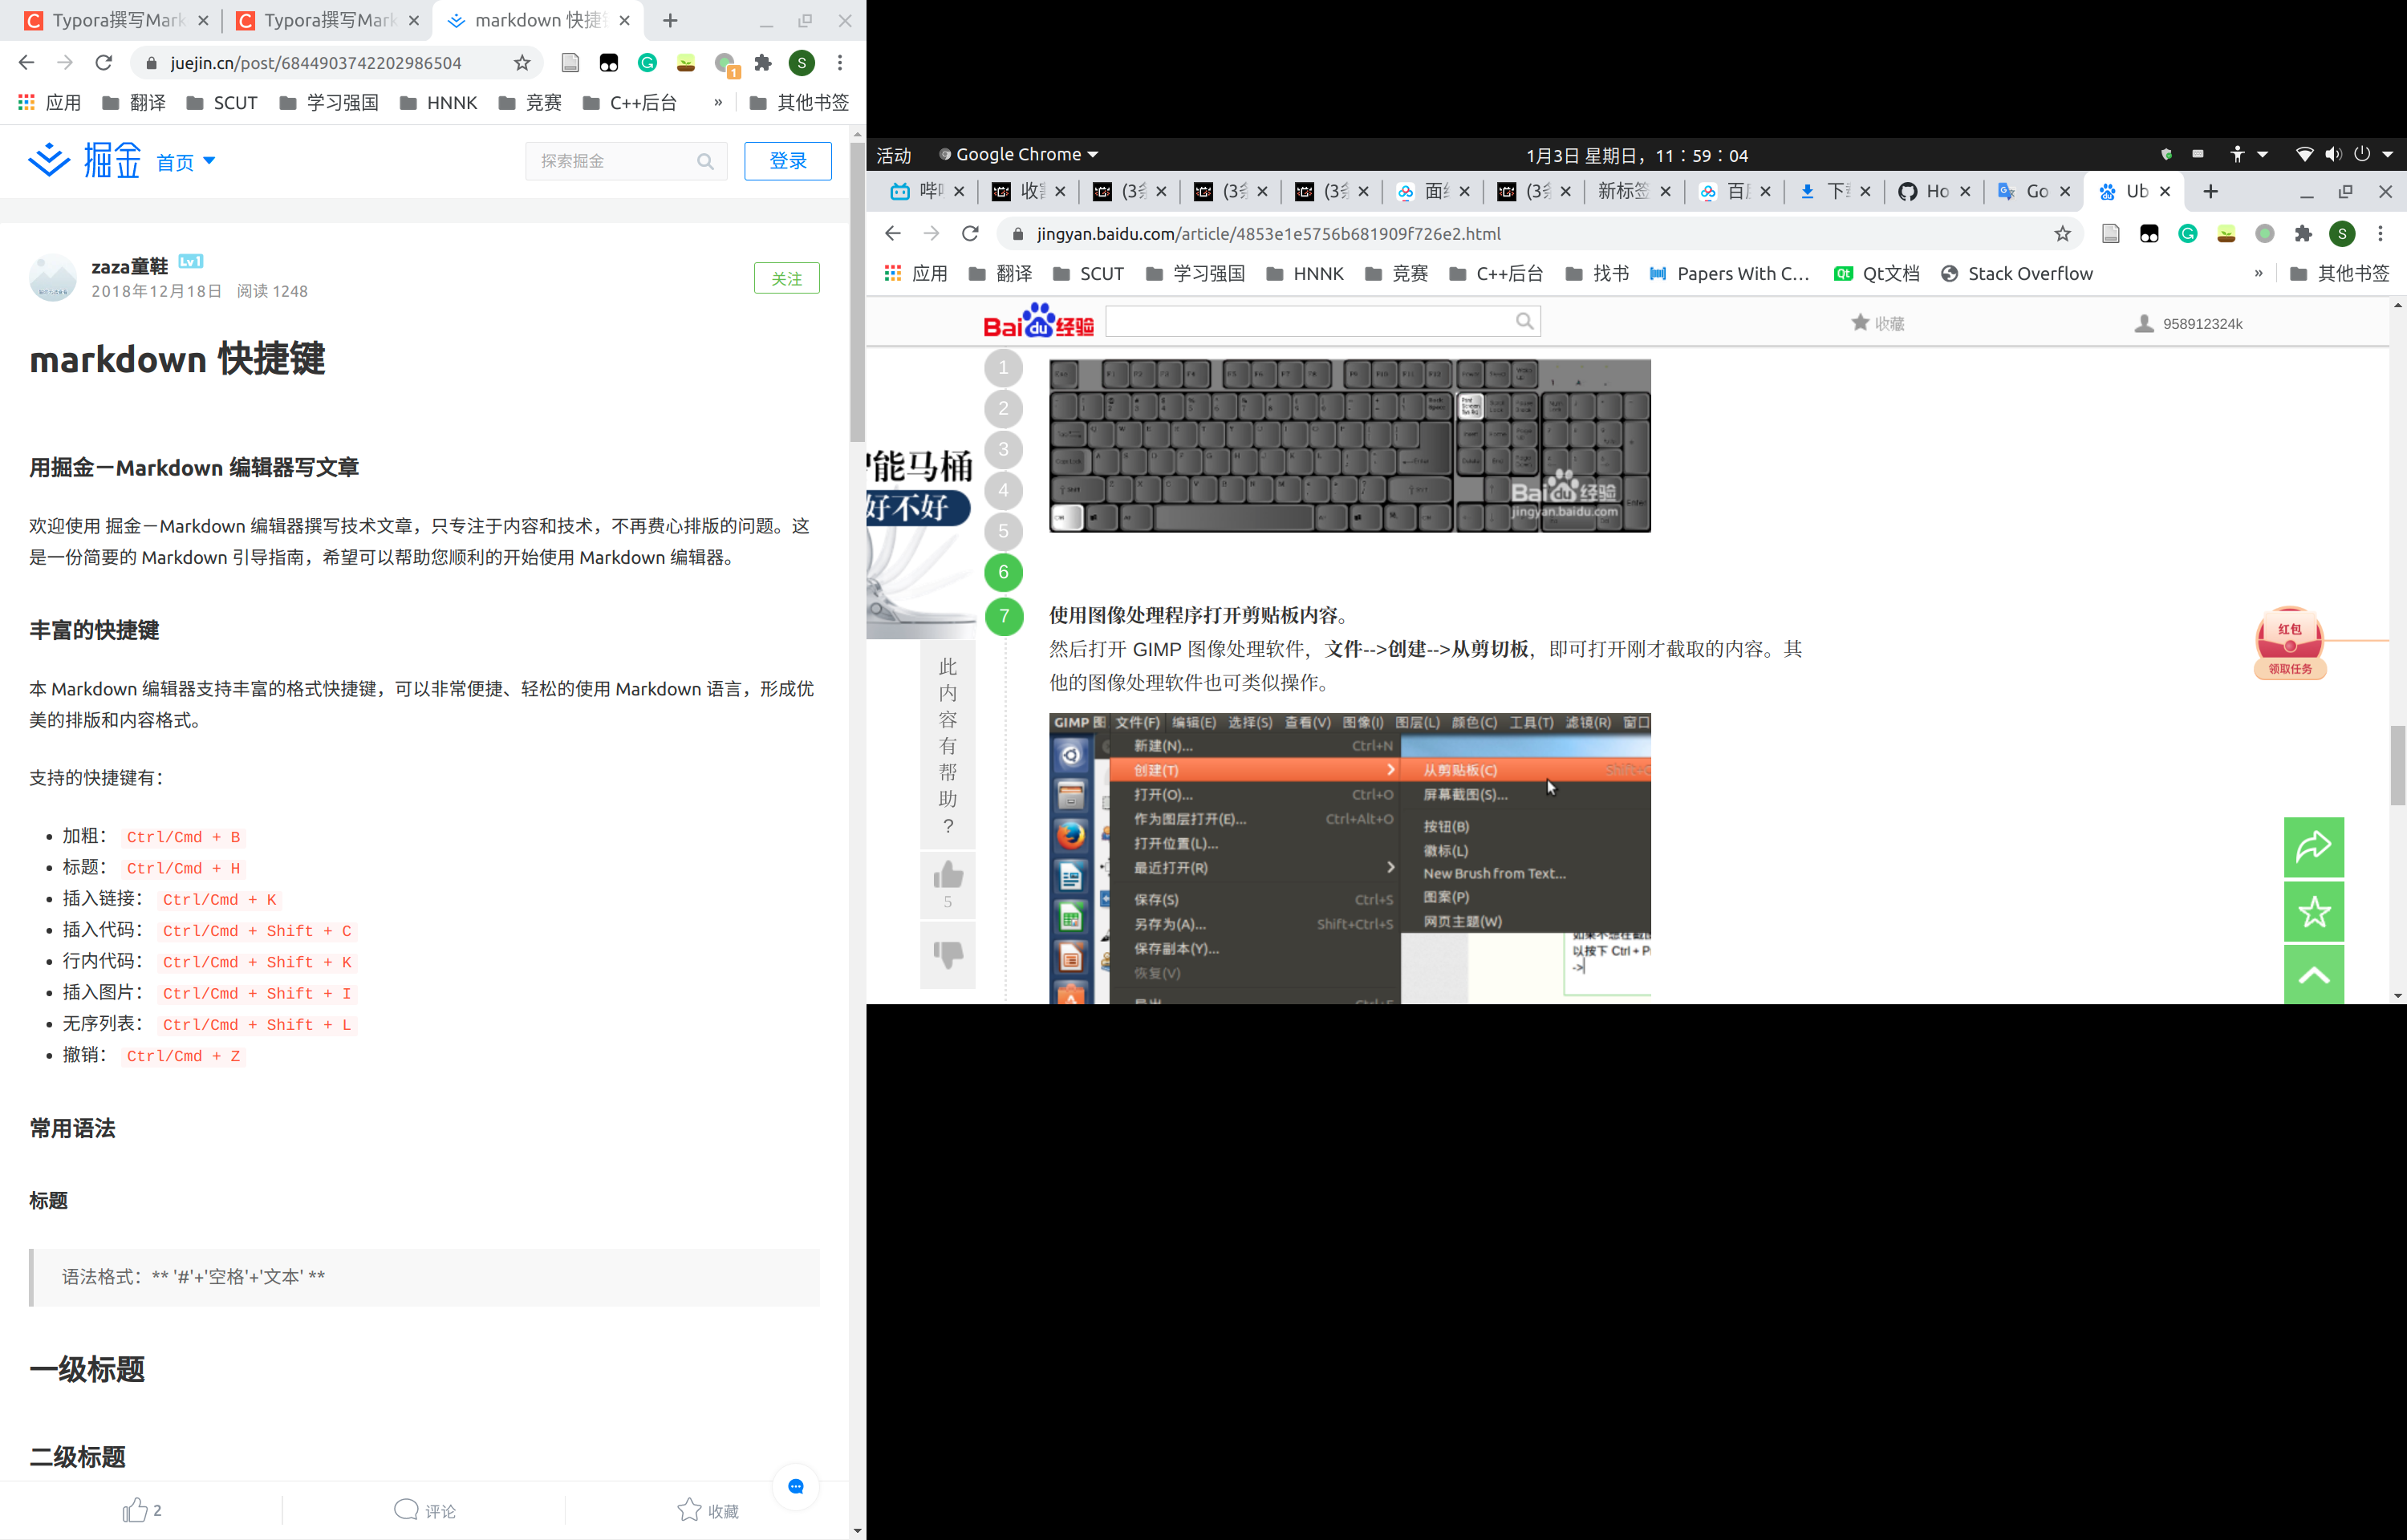 Typora撰写Mark
Typora撰写Mark
markdown 快捷
juejin.cn/post/6844903742202986504
1
S
应用 翻译 SCUT 学习强国 HNNK 竞赛 C++后台 » 其他书签
掘金 首页
探索掘金
登录
zaza童鞋 Lv1
2018年12月18日 阅读 1248
关注
markdown 快捷键
用掘金－Markdown 编辑器写文章
欢迎使用 掘金－Markdown 编辑器撰写技术文章，只专注于内容和技术，不再费心排版的问题。这
是一份简要的 Markdown 引导指南，希望可以帮助您顺利的开始使用 Markdown 编辑器。
丰富的快捷键
本 Markdown 编辑器支持丰富的格式快捷键，可以非常便捷、轻松的使用 Markdown 语言，形成优
美的排版和内容格式。
支持的快捷键有：
加粗： Ctrl/Cmd + B
标题： Ctrl/Cmd + H
插入链接： Ctrl/Cmd + K
插入代码： Ctrl/Cmd + Shift + C
行内代码： Ctrl/Cmd + Shift + K
插入图片： Ctrl/Cmd + Shift + I
无序列表： Ctrl/Cmd + Shift + L
撤销： Ctrl/Cmd + Z
常用语法
标题
语法格式：** '#'+'空格'+'文本' **
一级标题
二级标题
2
评论
收藏
活动 Google Chrome
1月3日 星期日，11：59：04
哔 收 (3 (3 (3 面 (3 新标签 百 下 Ho Go Ub
jingyan.baidu.com/article/4853e1e5756b681909f726e2.html
S
应用 翻译 SCUT 学习强国 HNNK 竞赛 C++后台 找书 Papers With C... Qt文档 Stack Overflow » 其他书签
Bai du 经验
收藏
958912324k
1
2
3
4
5
6
7
能马桶
好不好
Bai du 经验
jingyan.baidu.com
使用图像处理程序打开剪贴板内容。
然后打开 GIMP 图像处理软件，文件-->创建-->从剪切板，即可打开刚才截取的内容。其
他的图像处理软件也可类似操作。
红包
领取任务
此
内
容
有
帮
助
?
5
GIMP 图 文件(F) 编辑(E) 选择(S) 查看(V) 图像(I) 图层(L) 颜色(C) 工具(T) 滤镜(R) 窗口
新建(N)... Ctrl+N
创建(T)
打开(O)... Ctrl+O
作为图层打开(E)... Ctrl+Alt+O
打开位置(L)...
最近打开(R)
保存(S) Ctrl+S
另存为(A)... Shift+Ctrl+S
保存副本(Y)...
恢复(V)
从剪贴板(C) Shift+C
屏幕截图(S)...
按钮(B)
徽标(L)
New Brush from Text...
图案(P)
网页主题(W)
以按下 Ctrl + P
->